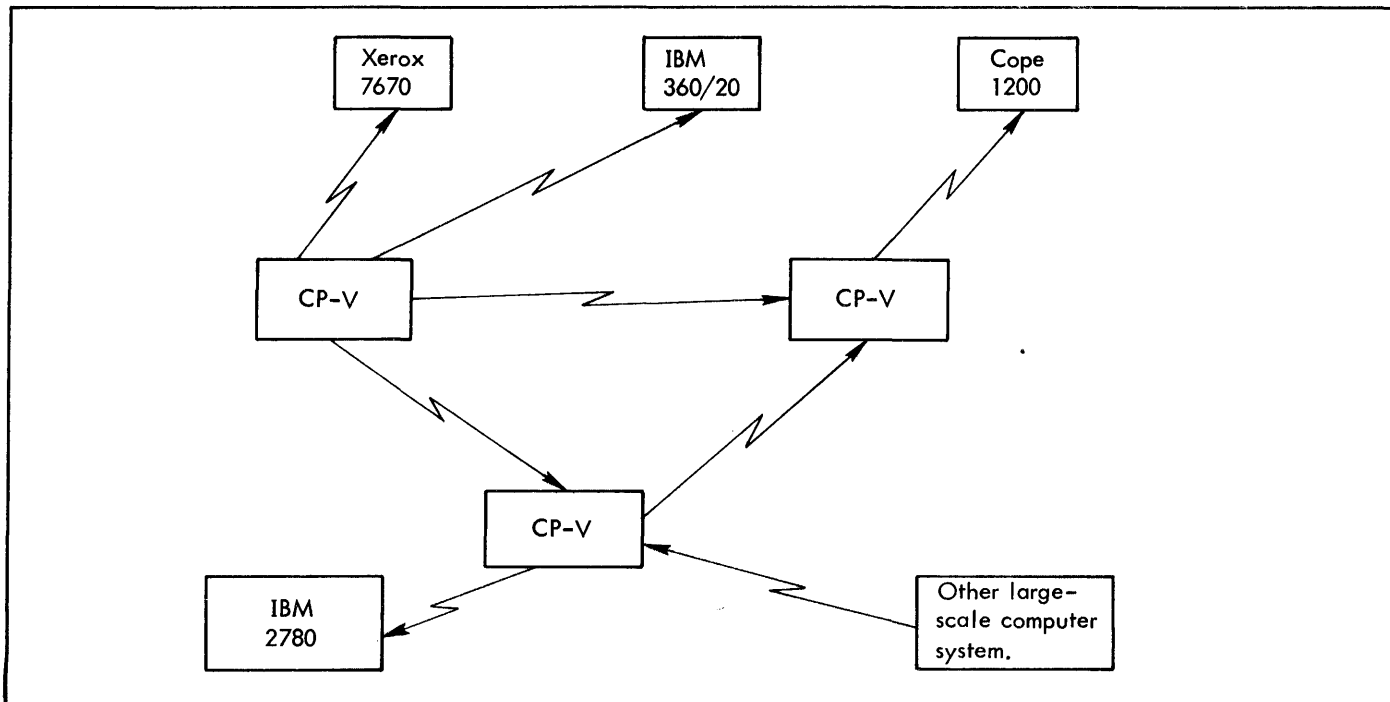 Xerox
7670
IBM
360/20
Cope
1200
CP-V
CP-V
CP-V
IBM
2780
Other large-
scale computer
system.